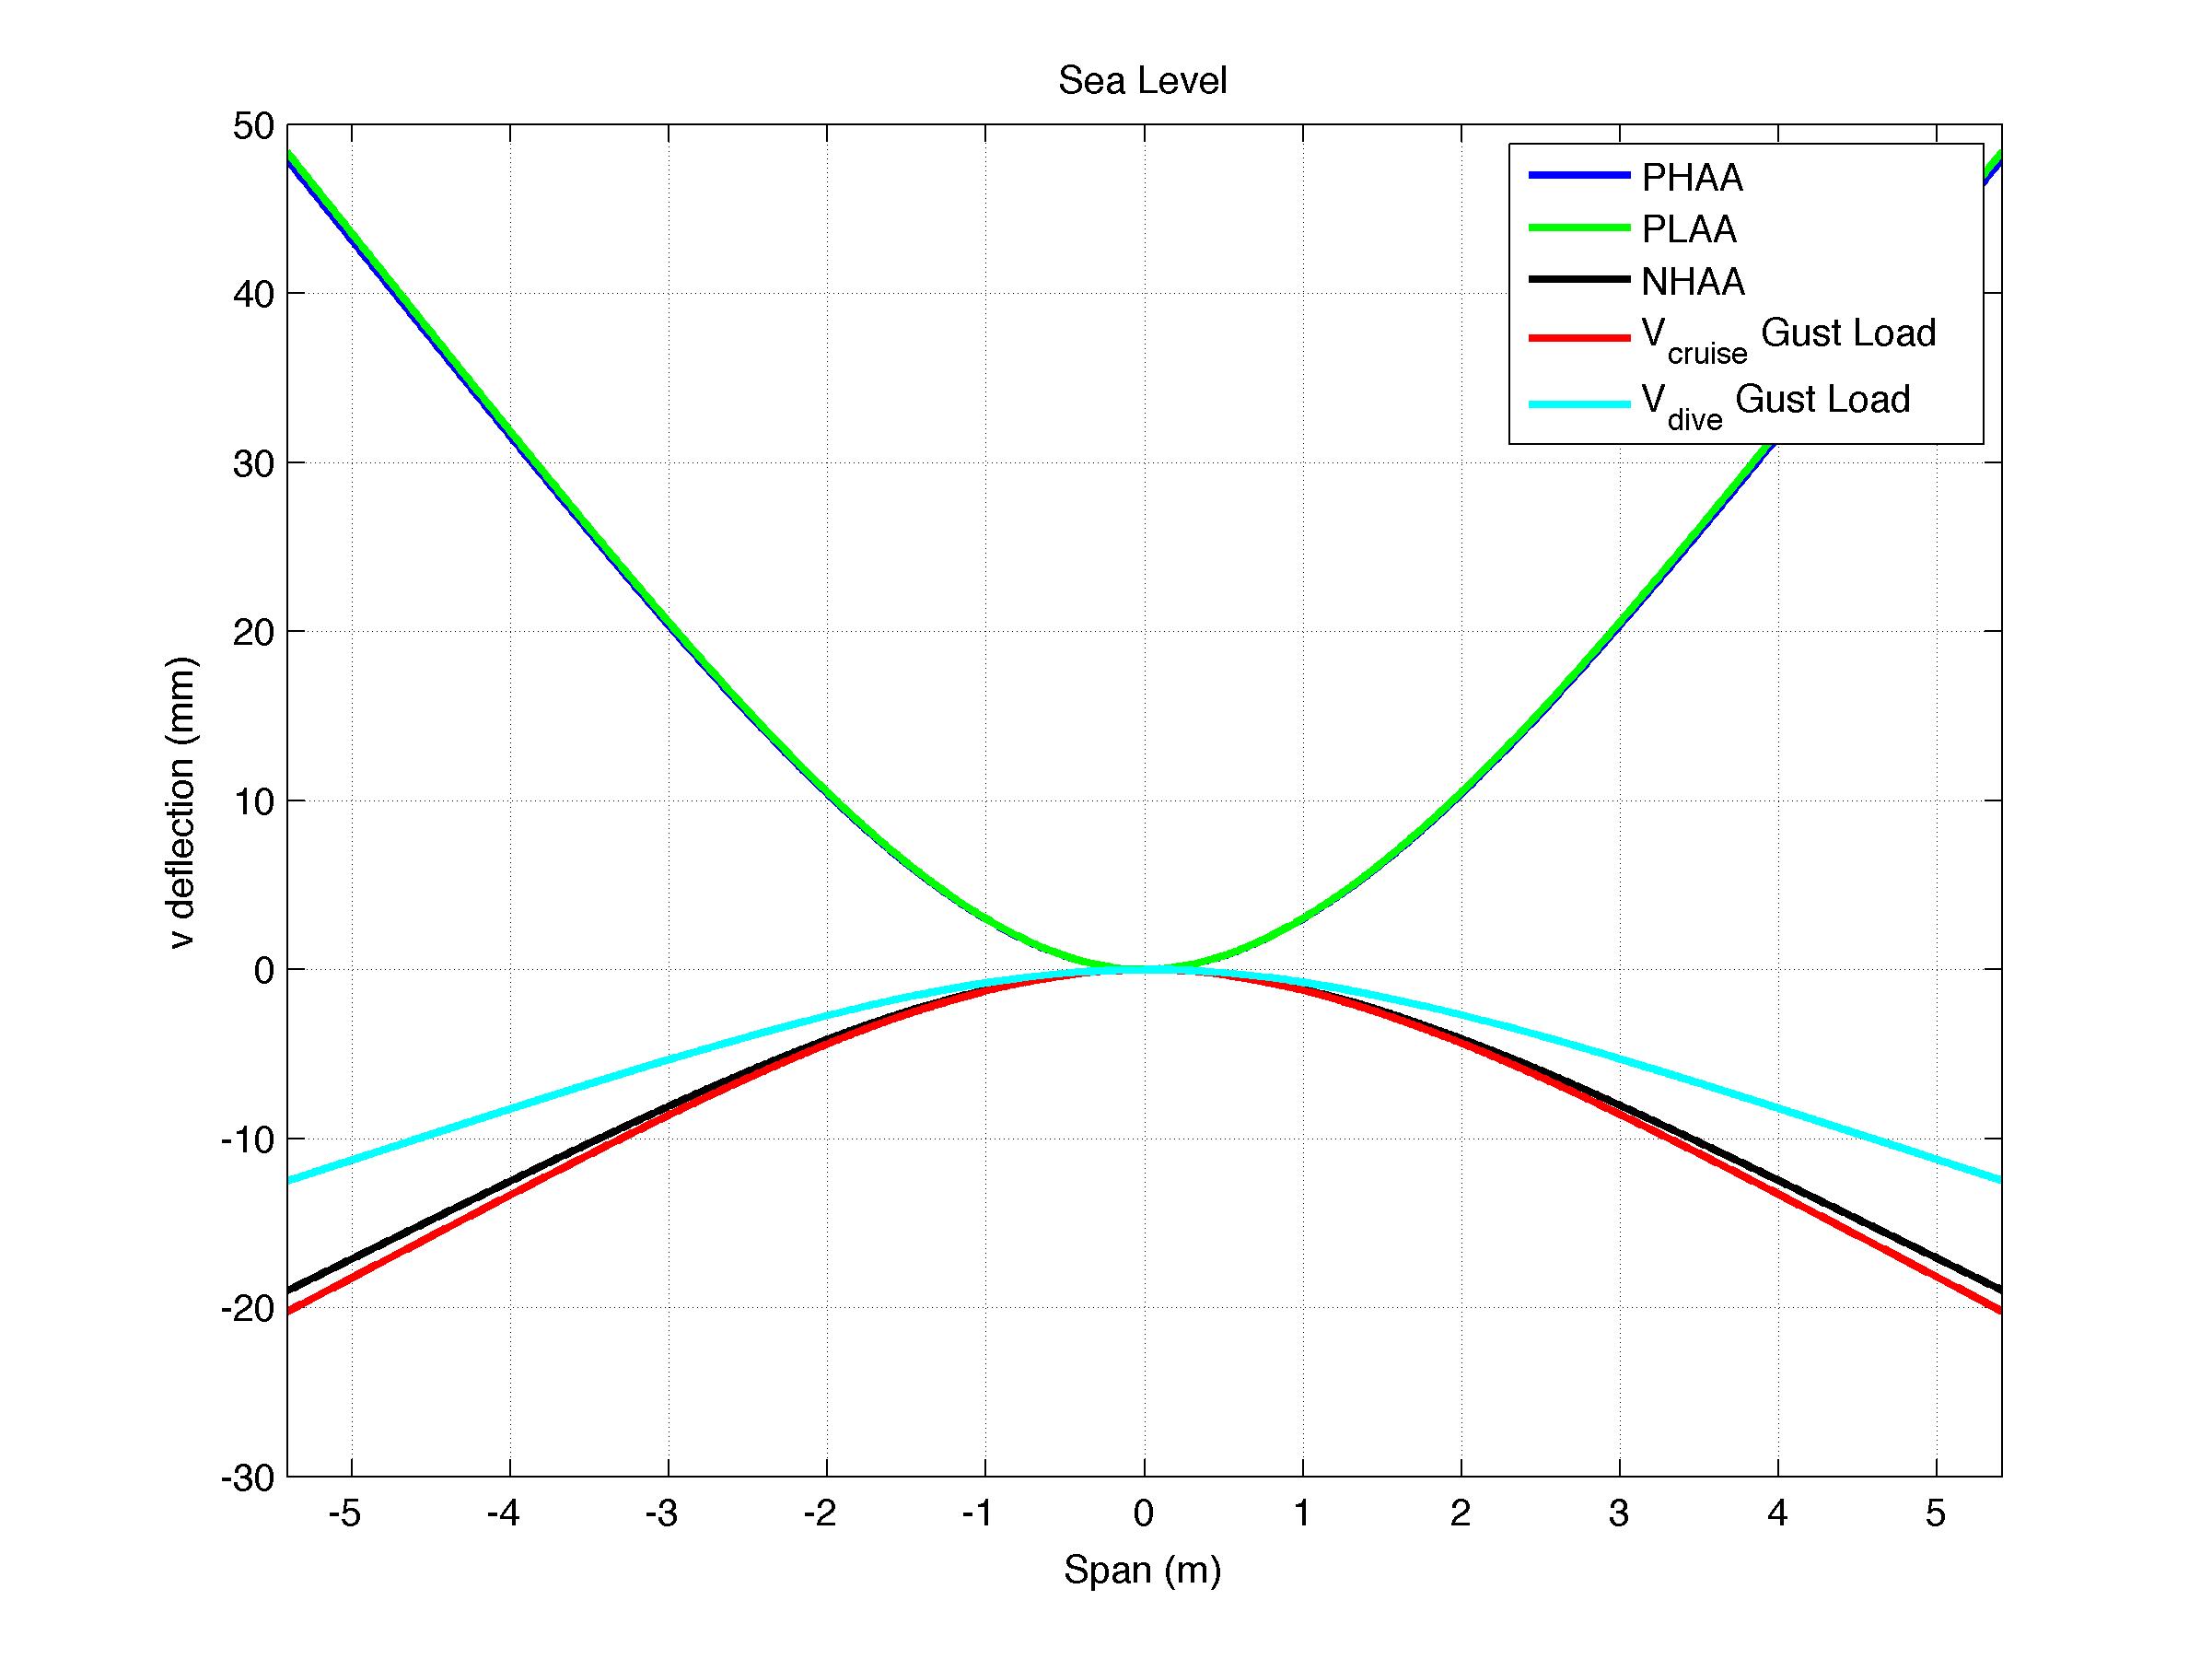 Sea Level
50
40
30
20
10
0
-10
-20
-30
v deflection (mm)
PHAA
PLAA
NHAA
Vcruise Gust Load
Vdive Gust Load
-5 -4 -3 -2 -1 0 1 2 3 4 5
Span (m)